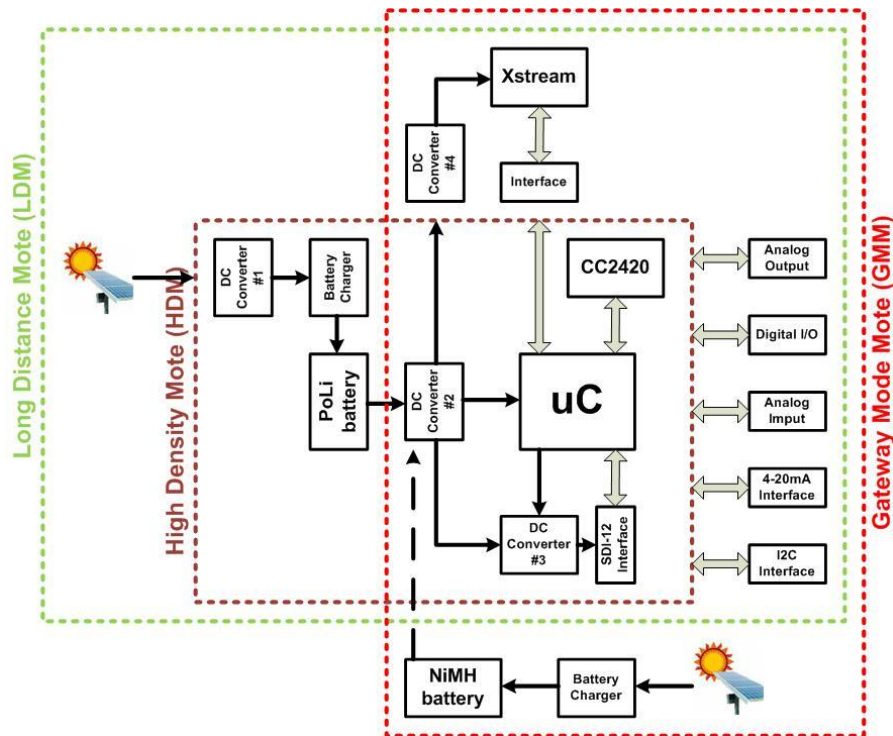 Long Distance Mote (LDM)
High Density Mote (HDM)
Gateway Mode Mote (GMM)
Xstream
DC
Converter
#4
Interface
DC
Converter
#1
Battery
Charger
CC2420
Analog
Output
Digital I/O
PoLi
battery
DC
Converter
#2
uC
Analog
Imput
4-20mA
Interface
DC
Converter
#3
SDI-12
Interface
I2C
Interface
NiMH
battery
Battery
Charger